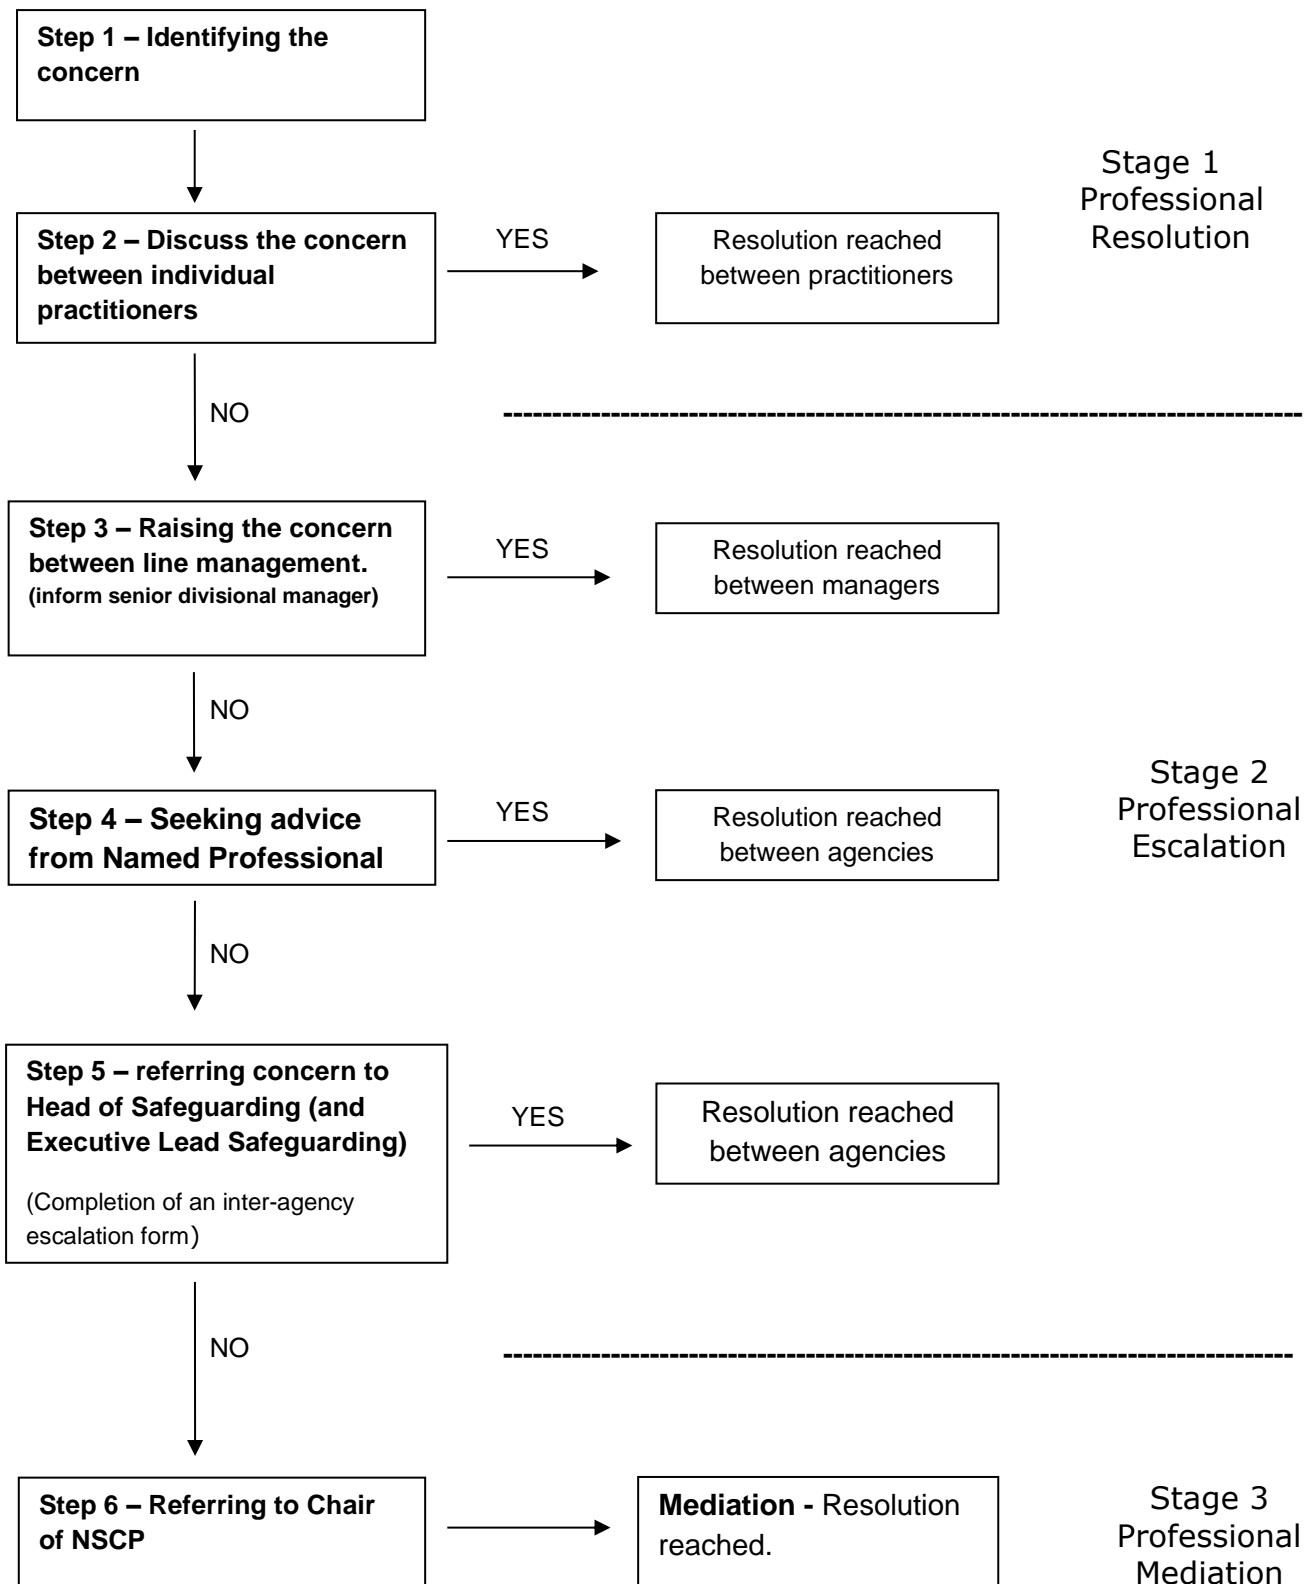 Step 1 – Identifying the
concern
Stage 1
Professional
Resolution
Step 2 – Discuss the concern
between individual
practitioners
YES
Resolution reached
between practitioners
NO
Step 3 – Raising the concern
between line management.
(inform senior divisional manager)
YES
Resolution reached
between managers
NO
Step 4 – Seeking advice
from Named Professional
YES
Resolution reached
between agencies
Stage 2
Professional
Escalation
NO
Step 5 – referring concern to
Head of Safeguarding (and
Executive Lead Safeguarding)
(Completion of an inter-agency
escalation form)
YES
Resolution reached
between agencies
NO
Step 6 – Referring to Chair
of NSCP
Mediation - Resolution
reached.
Stage 3
Professional
Mediation